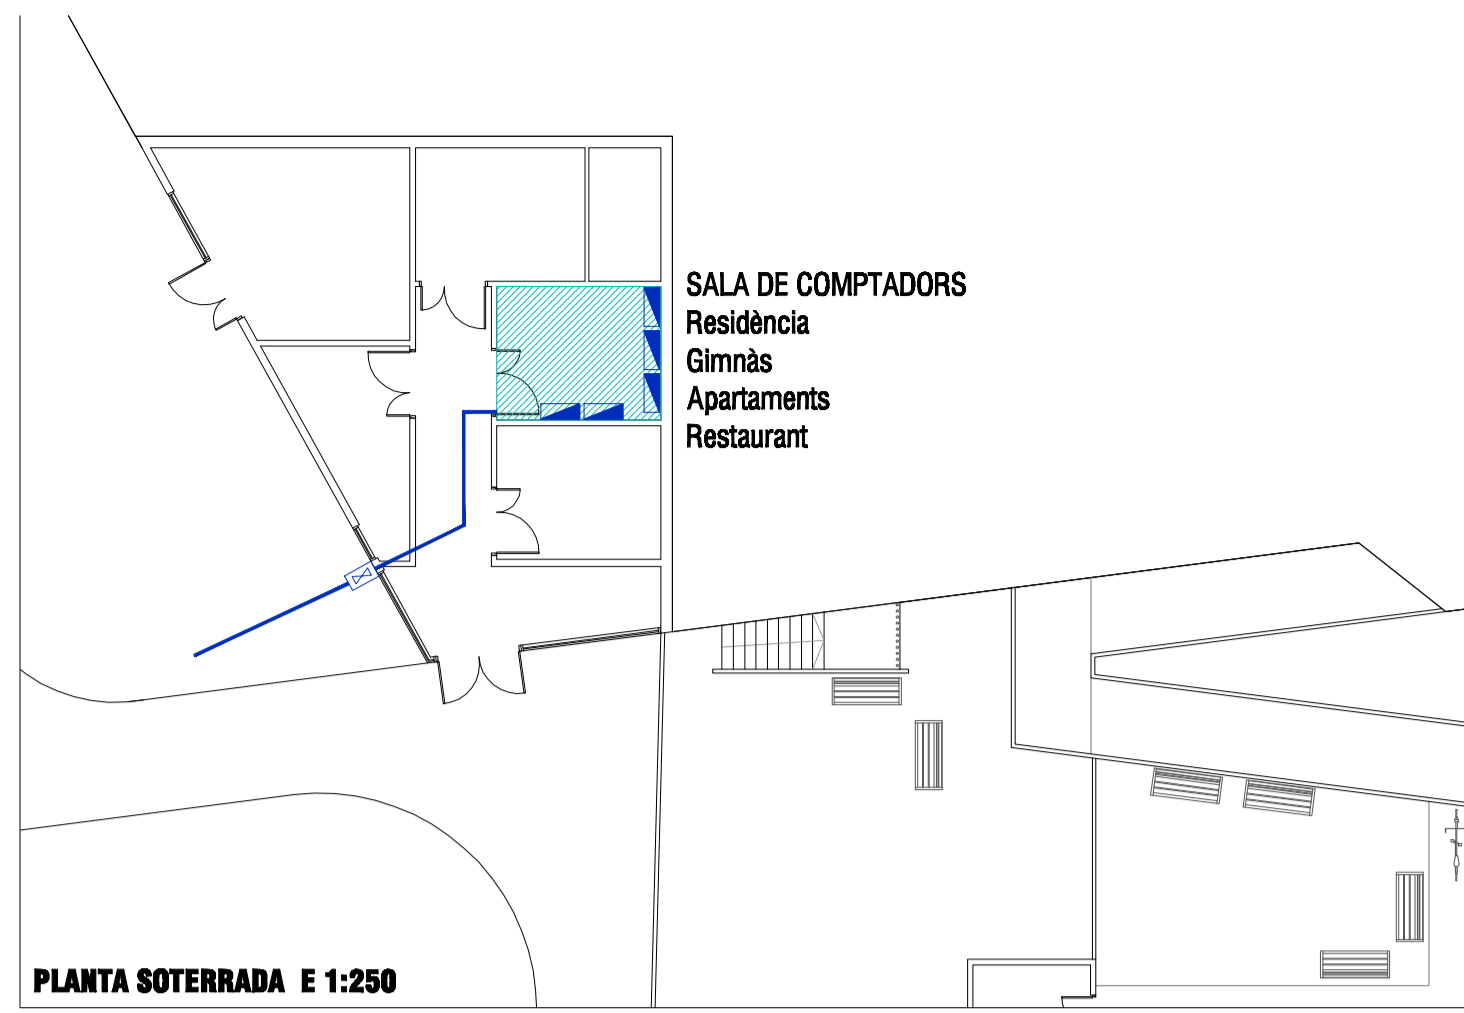 SALA DE COMPTADORS
Residència
Gimnàs
Apartaments
Restaurant
PLANTA SOTERRADA E 1:250